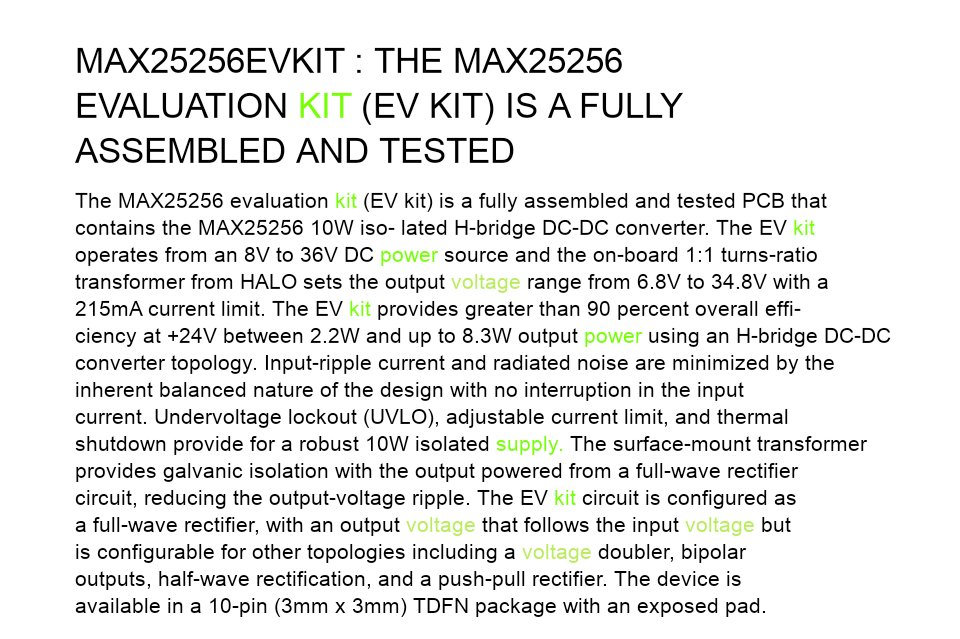 MAX25256EVKIT : THE MAX25256
EVALUATION KIT (EV KIT) IS A FULLY
ASSEMBLED AND TESTED
The MAX25256 evaluation kit (EV kit) is a fully assembled and tested PCB that
contains the MAX25256 10W iso- lated H-bridge DC-DC converter. The EV kit
operates from an 8V to 36V DC power source and the on-board 1:1 turns-ratio
transformer from HALO sets the output voltage range from 6.8V to 34.8V with a
215mA current limit. The EV kit provides greater than 90 percent overall effi-
ciency at +24V between 2.2W and up to 8.3W output power using an H-bridge DC-DC
converter topology. Input-ripple current and radiated noise are minimized by the
inherent balanced nature of the design with no interruption in the input
current. Undervoltage lockout (UVLO), adjustable current limit, and thermal
shutdown provide for a robust 10W isolated supply. The surface-mount transformer
provides galvanic isolation with the output powered from a full-wave rectifier
circuit, reducing the output-voltage ripple. The EV kit circuit is configured as
a full-wave rectifier, with an output voltage that follows the input voltage but
is configurable for other topologies including a voltage doubler, bipolar
outputs, half-wave rectification, and a push-pull rectifier. The device is
available in a 10-pin (3mm x 3mm) TDFN package with an exposed pad.